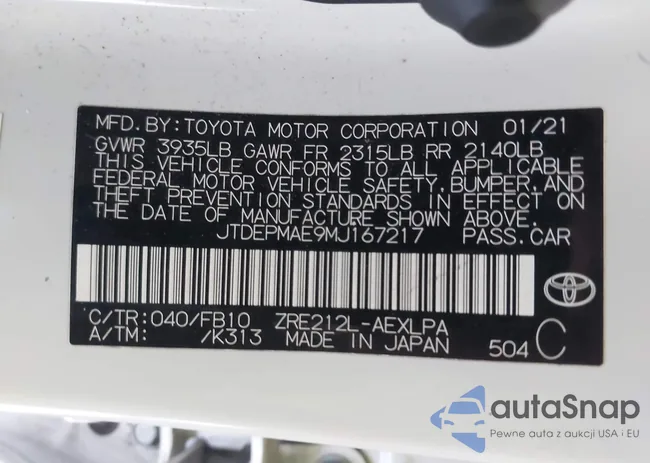 MFD.BY:TOYOTA MOTOR CORPORATION 01/21
GVWR 3935LB GAWR FR 2315LB RR 2140LB
THIS VEHICLE CONFORMS TO ALL APPLICABLE
FEDERAL MOTOR VEHICLE SAFETY,BUMPER,AND
THEFT PREVENTION STANDARDS IN EFFECT ON
THE DATE OF MANUFACTURE SHOWN ABOVE.
JTDEPMAE9MJ167217 PASS.CAR
C/TR:040/FB10 ZRE212L-AEXLPA
A/TM: /K313 MADE IN JAPAN 504 C
autaSnap
Pewne auta z aukcji USA i EU